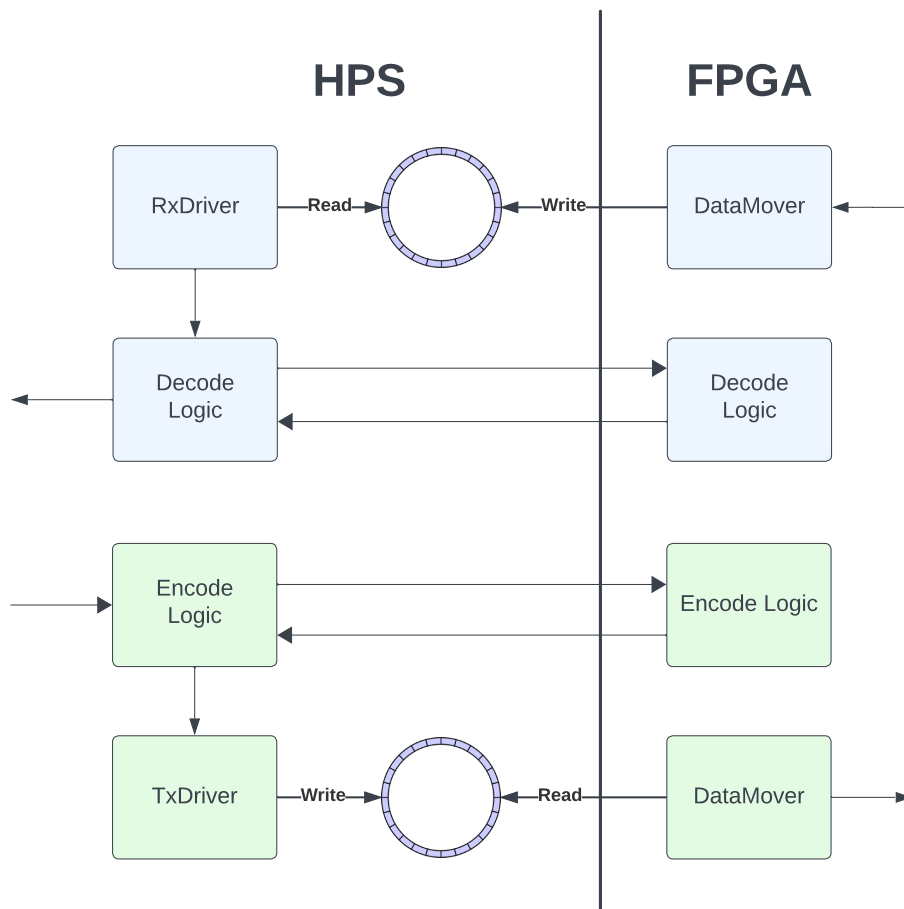 HPS
FPGA
RxDriver
Read
Write
DataMover
Decode
Logic
Decode
Logic
Encode
Logic
Encode Logic
TxDriver
Write
Read
DataMover